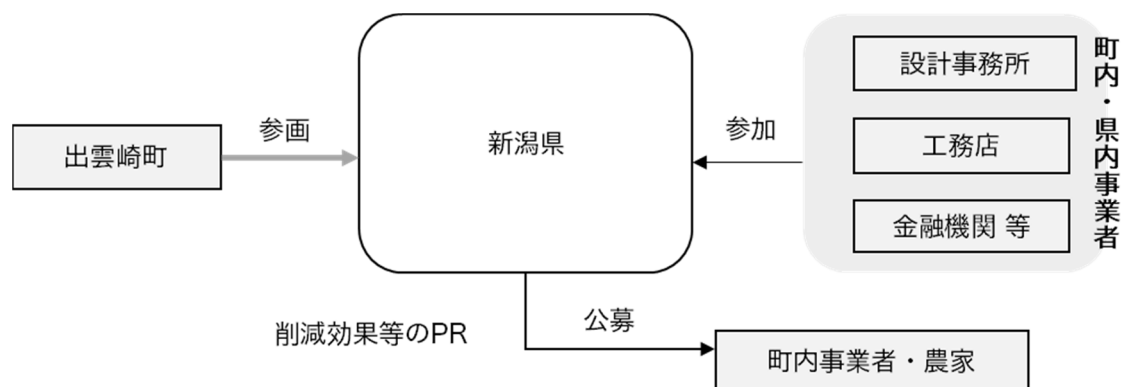 出雲崎町
参画
新潟県
参加
設計事務所
工務店
金融機関 等
町内・県内事業者
削減効果等のPR
公募
町内事業者・農家